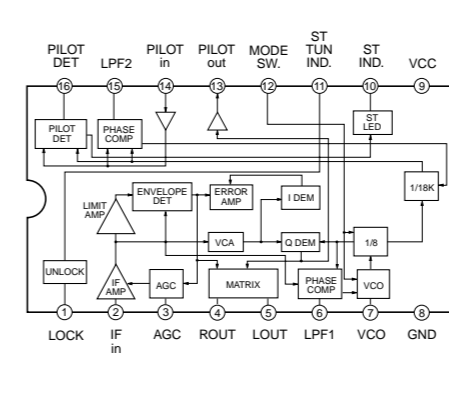 PILOT DET
LPF2
PILOT in
PILOT out
MODE SW.
ST TUN IND.
ST IND.
VCC
16
15
14
13
12
11
10
9
PILOT DET
PHASE COMP
ST LED
1/18K
LIMIT AMP
ENVELOPE DET
ERROR AMP
I DEM
VCA
Q DEM
1/8
UNLOCK
IF AMP
AGC
MATRIX
PHASE COMP
VCO
1
2
3
4
5
6
7
8
LOCK
IF in
AGC
ROUT
LOUT
LPF1
VCO
GND